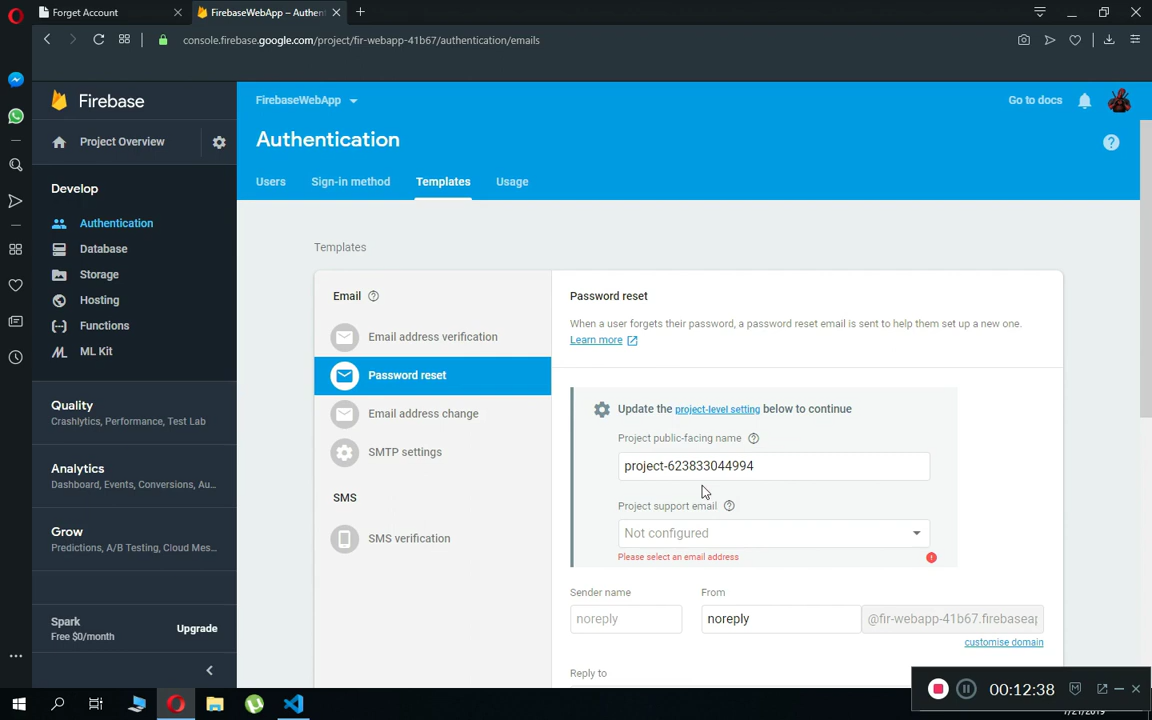 Forget Account
FirebaseWebApp – Authen
console.firebase.google.com/project/fir-webapp-41b67/authentication/emails
Firebase
FirebaseWebApp
Go to docs
Project Overview
Authentication
Users
Sign-in method
Templates
Usage
Develop
Authentication
Database
Storage
Hosting
Functions
ML Kit
Quality
Crashlytics, Performance, Test Lab
Analytics
Dashboard, Events, Conversions, Au...
Grow
Predictions, A/B Testing, Cloud Mes...
Spark
Free $0/month
Upgrade
Templates
Email
Email address verification
Password reset
Email address change
SMTP settings
SMS
SMS verification
Password reset
When a user forgets their password, a password reset email is sent to help them set up a new one.
Learn more
Update the project-level setting below to continue
Project public-facing name
project-623833044994
Project support email
Not configured
Please select an email address
Sender name
From
noreply
noreply
@fir-webapp-41b67.firebaseap
customise domain
Reply to
00:12:38